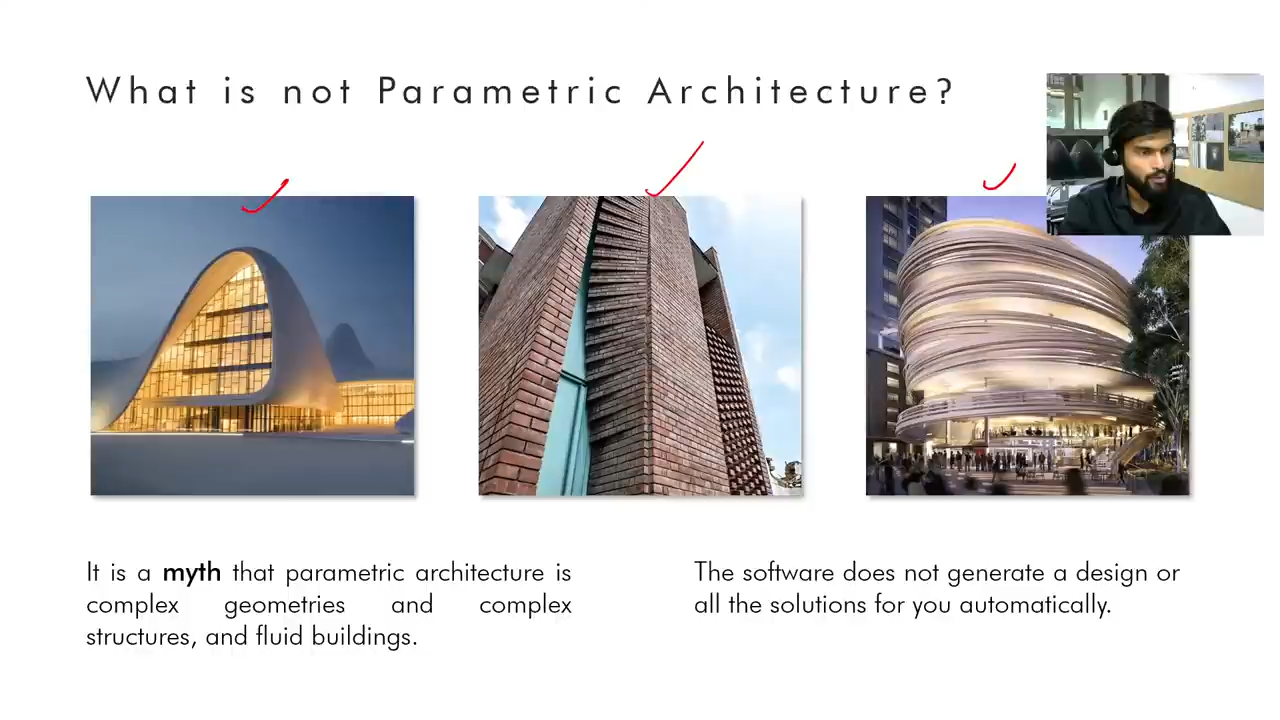 What is not Parametric Architecture?
It is a myth that parametric architecture is
complex geometries and complex
structures, and fluid buildings.
The software does not generate a design or
all the solutions for you automatically.